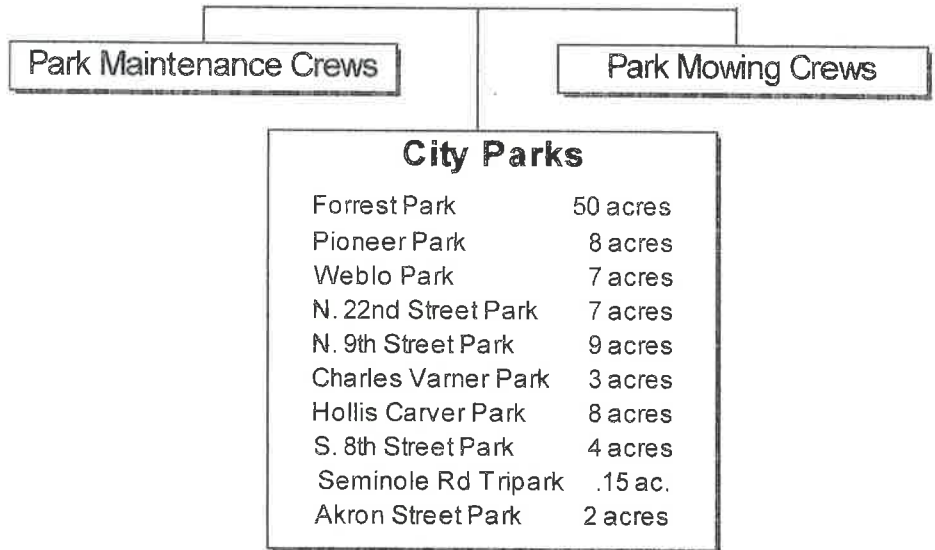 Park Maintenance Crews
Park Mowing Crews
City Parks
Forrest Park 50 acres
Pioneer Park 8 acres
Weblo Park 7 acres
N. 22nd Street Park 7 acres
N. 9th Street Park 9 acres
Charles Varner Park 3 acres
Hollis Carver Park 8 acres
S. 8th Street Park 4 acres
Seminole Rd Tripark .15 ac.
Akron Street Park 2 acres